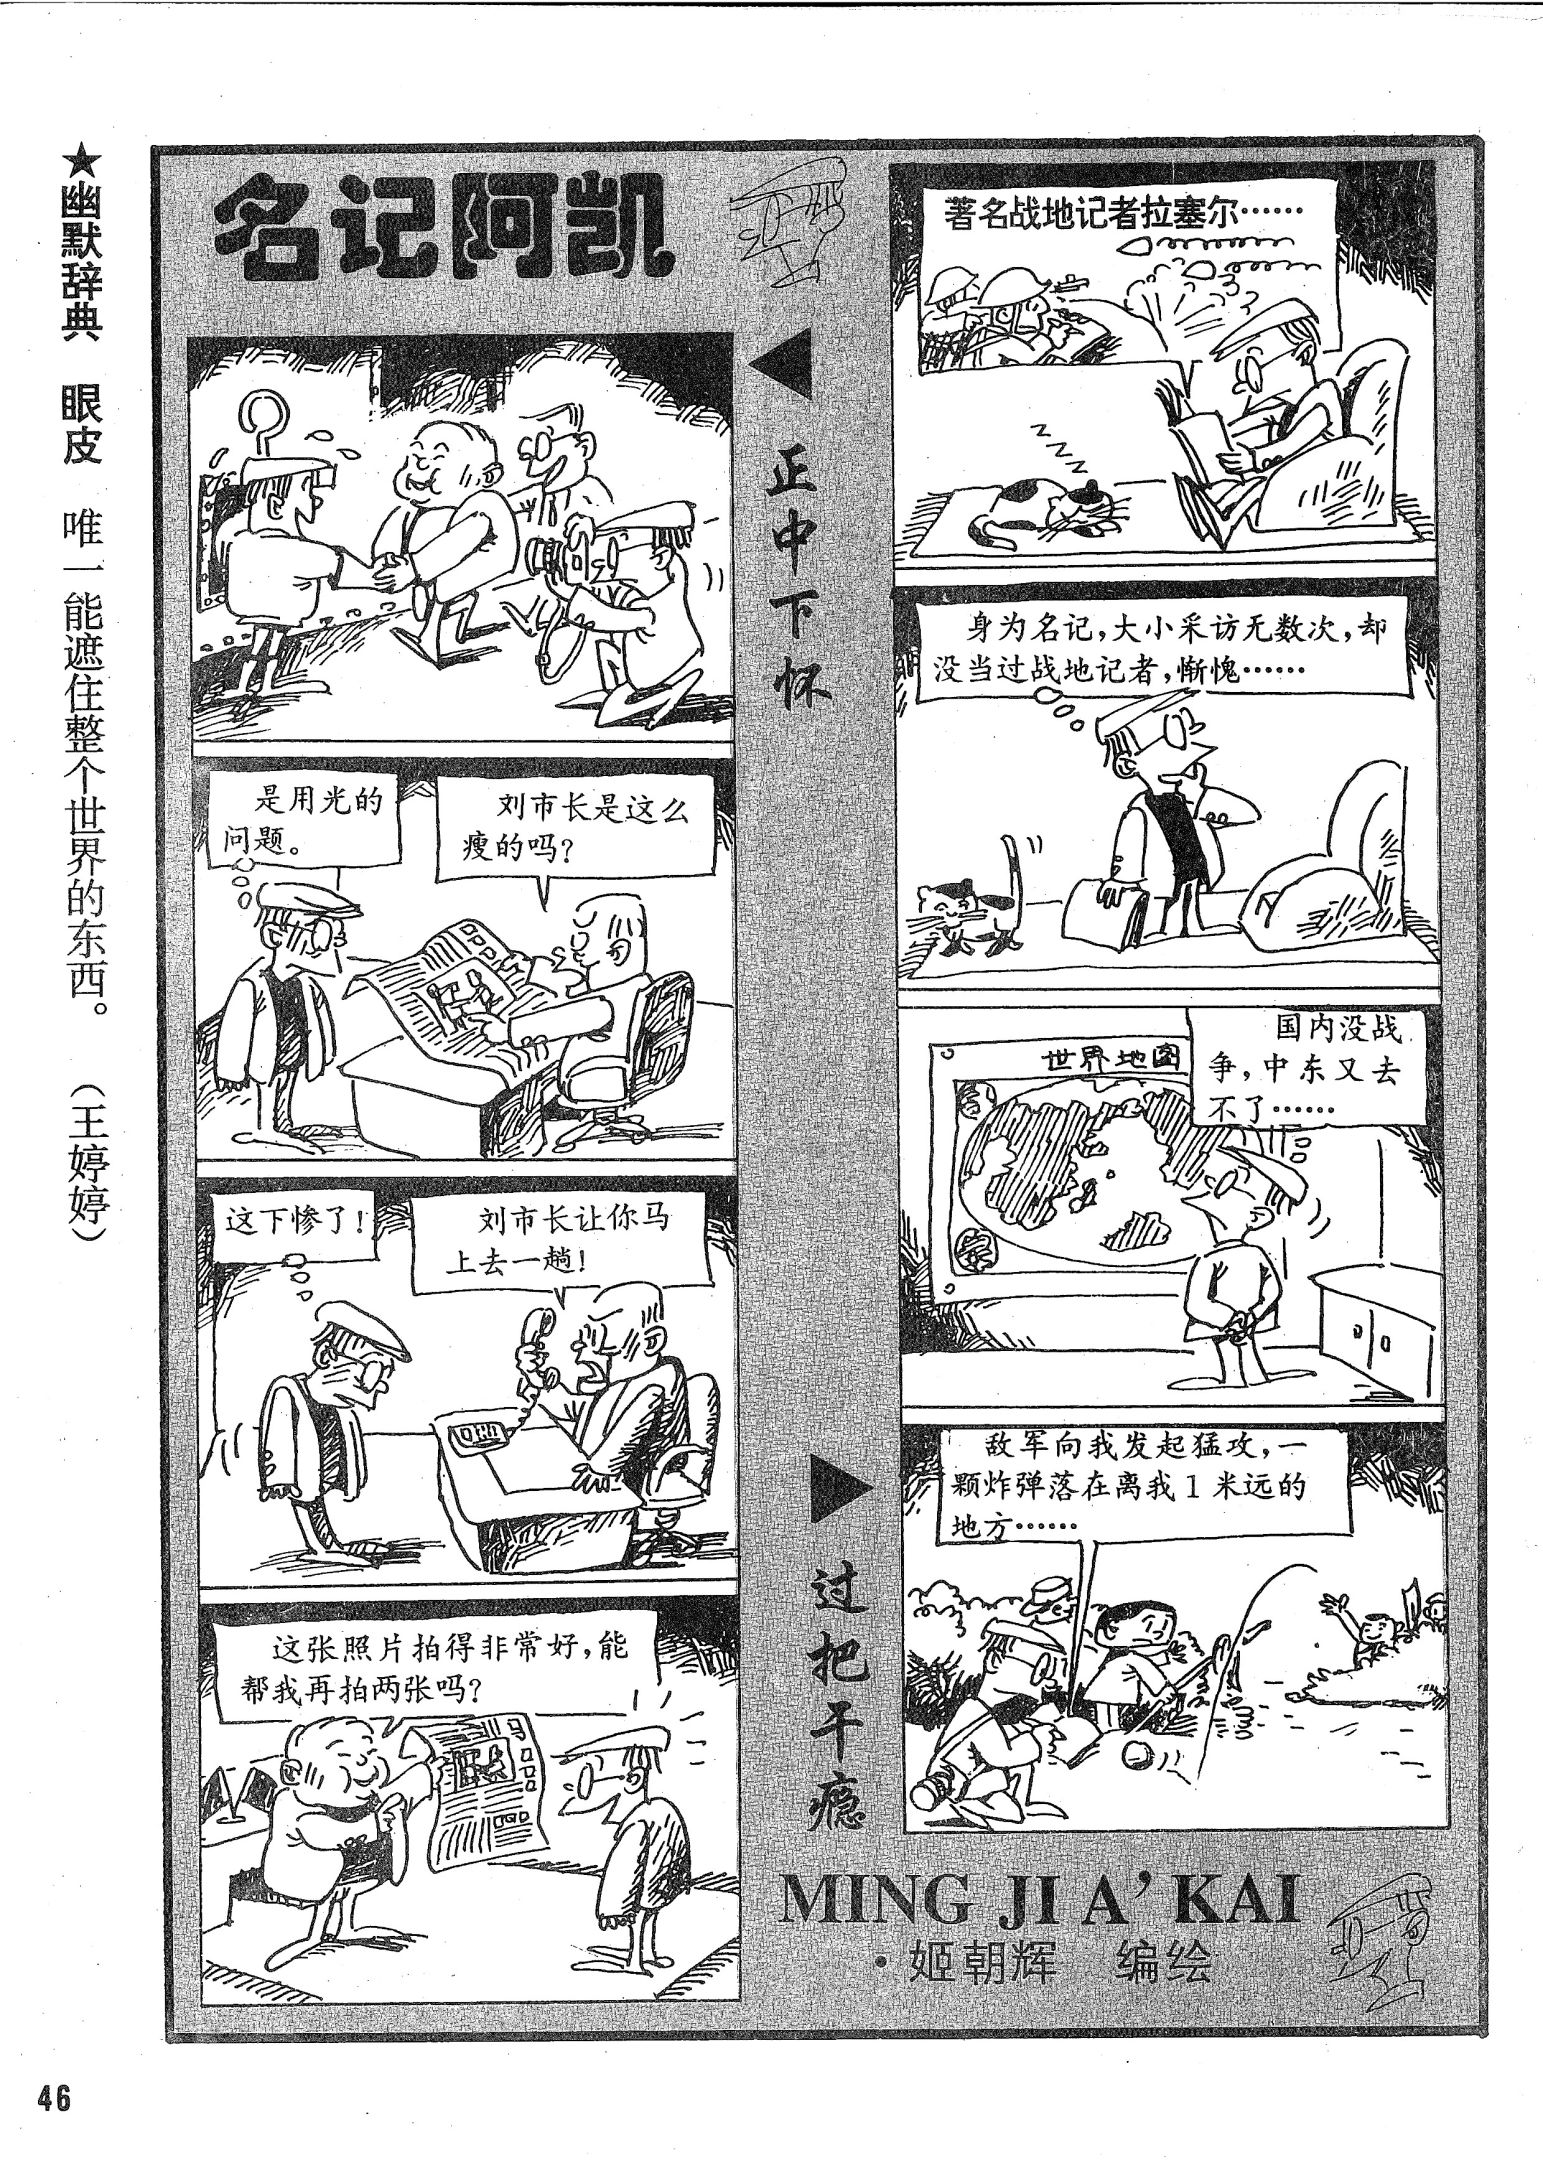 ★幽默辞典 眼皮 唯一能遮住整个世界的东西。 （王婷婷）
名记阿凯
正中下怀
是用光的
问题。
刘市长是这么
瘦的吗？
这下惨了！
刘市长让你马
上去一趟！
这张照片拍得非常好，能
帮我再拍两张吗？
过把干瘾
著名战地记者拉塞尔……
身为名记，大小采访无数次，却
没当过战地记者，惭愧……
世界地图
国内没战
争，中东又去
不了……
敌军向我发起猛攻，一
颗炸弹落在离我1米远的
地方……
MING JI A’KAI
·姬朝辉 编绘
46